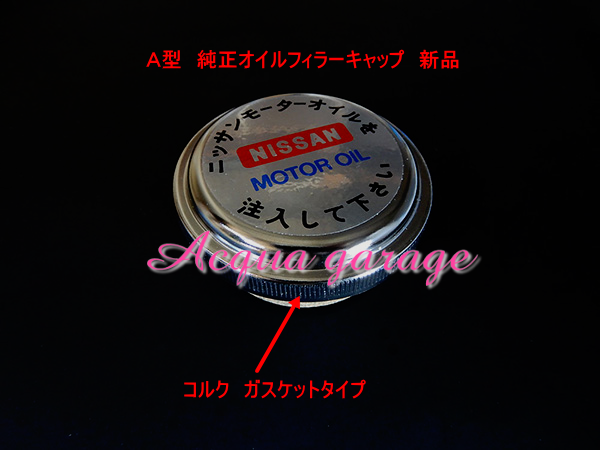 A型　純正オイルフィラーキャップ　新品
ニッサンモーターオイルを
NISSAN
MOTOR OIL
注入して下さい
Acqua garage
コルク　ガスケットタイプ